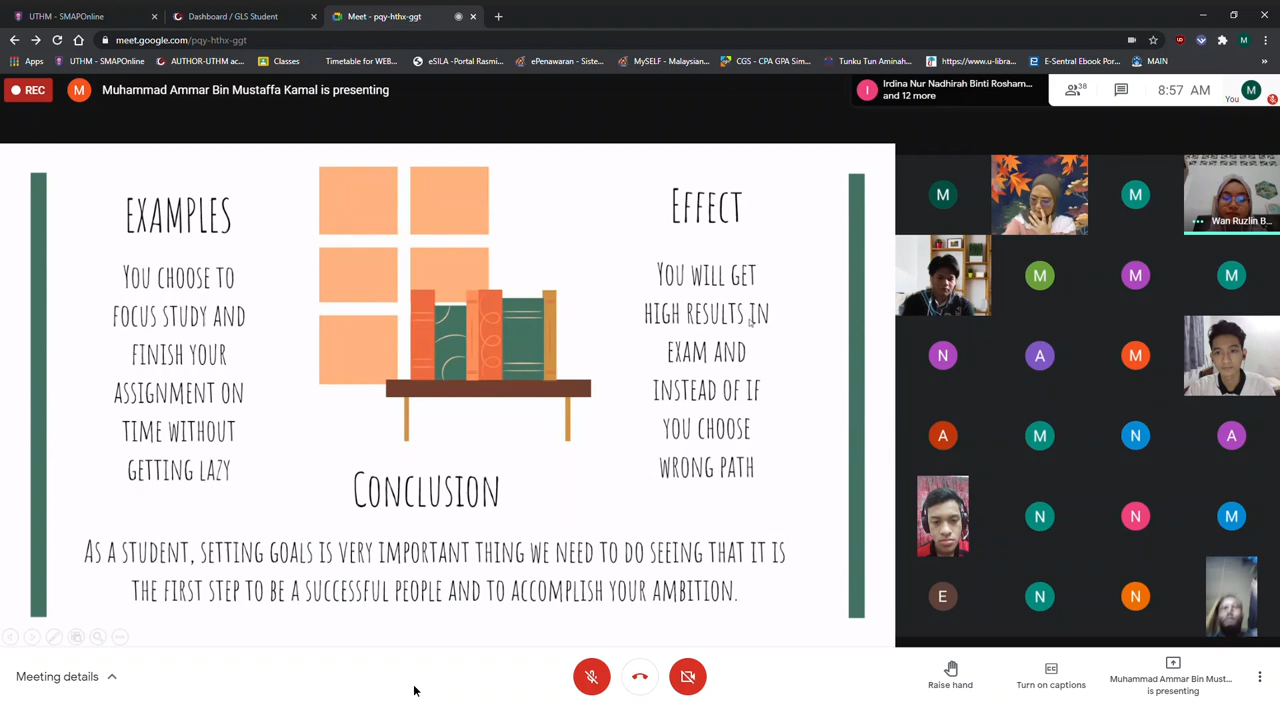 UTHM - SMAPOnline
Dashboard / GLS Student
Meet - pqy-hthx-ggt
meet.google.com/pqy-hthx-ggt
M
Apps
UTHM - SMAPOnline
AUTHOR-UTHM ac...
Classes
Timetable for WEB...
eSILA -Portal Rasmi...
ePenawaran - Siste...
MySELF - Malaysian...
CGS - CPA GPA Sim...
Tunku Tun Aminah...
https://www.u-libra...
E-Sentral Ebook Por...
MAIN
REC
M
Muhammad Ammar Bin Mustaffa Kamal is presenting
I
Irdina Nur Nadhirah Binti Rosham...
and 12 more
38
8:57 AM
You
M
EXAMPLES
YOU CHOOSE TO
FOCUS STUDY AND
FINISH YOUR
ASSIGNMENT ON
TIME WITHOUT
GETTING LAZY
EFFECT
YOU WILL GET
HIGH RESULTS IN
EXAM AND
INSTEAD OF IF
YOU CHOOSE
WRONG PATH
CONCLUSION
AS A STUDENT, SETTING GOALS IS VERY IMPORTANT THING WE NEED TO DO SEEING THAT IT IS
THE FIRST STEP TO BE A SUCCESSFUL PEOPLE AND TO ACCOMPLISH YOUR AMBITION.
M
M
Wan Ruzlin B...
M
M
M
N
A
M
A
M
N
A
N
N
M
E
N
N
Meeting details
Raise hand
Turn on captions
Muhammad Ammar Bin Must...
is presenting